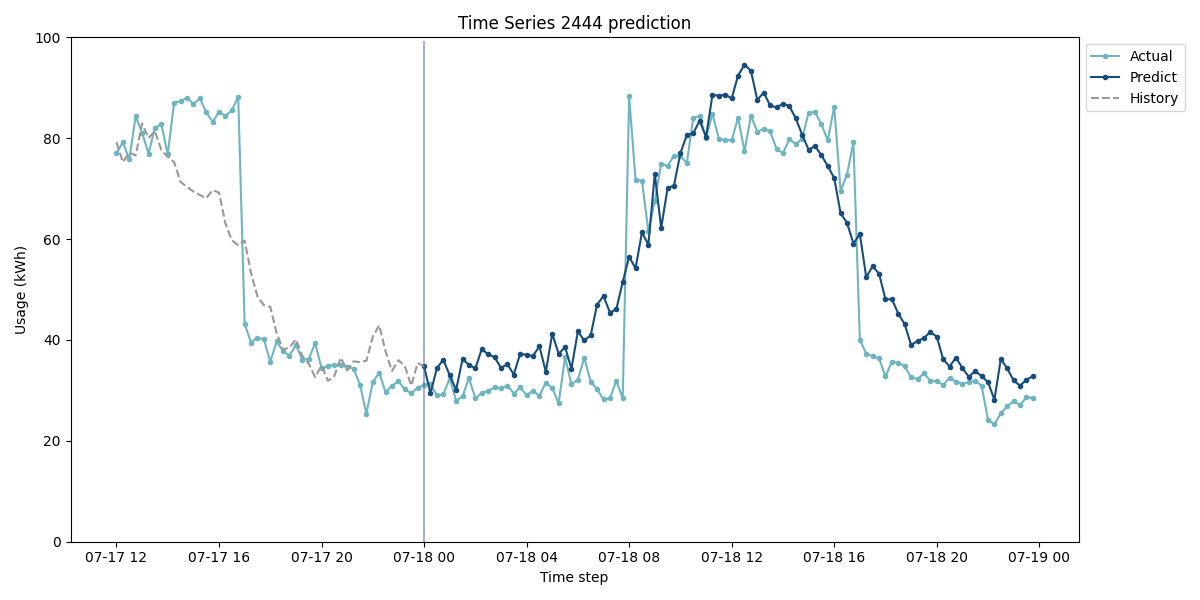 Time Series 2444 prediction
Actual
Predict
History
Usage (kWh)
100
80
60
40
20
0
07-17 12
07-17 16
07-17 20
07-18 00
07-18 04
07-18 08
07-18 12
07-18 16
07-18 20
07-19 00
Time step